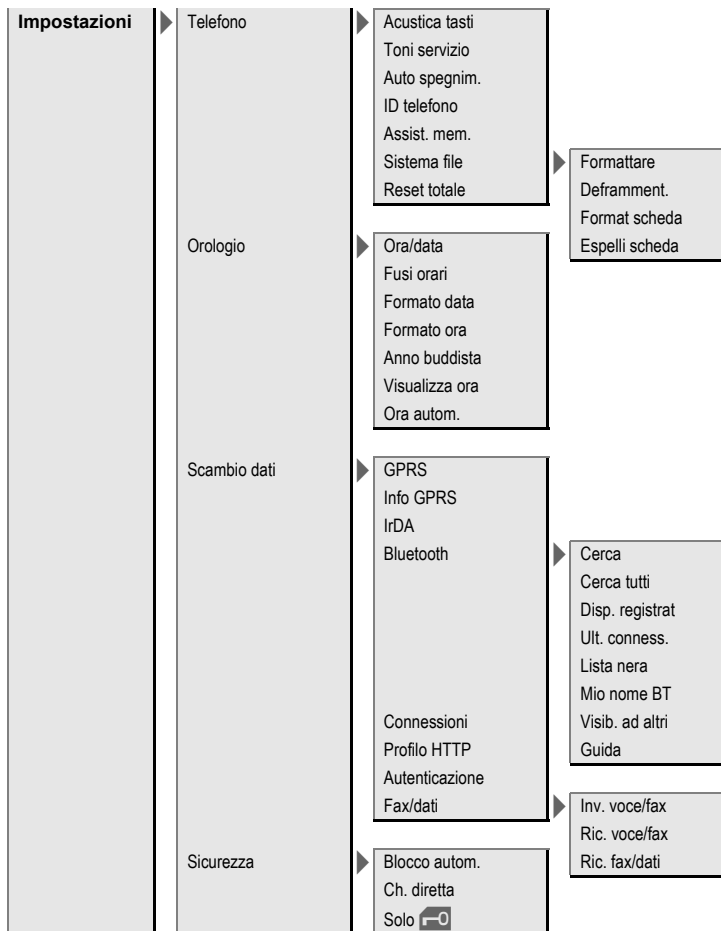 Impostazioni Telefono Acustica tasti
Toni servizio
Auto spegnim.
ID telefono
Assist. mem.
Sistema file Formattare
Reset totale Deframment.
Format scheda
Orologio Ora/data Espelli scheda
Fusi orari
Formato data
Formato ora
Anno buddista
Visualizza ora
Ora autom.
Scambio dati GPRS
Info GPRS
IrDA
Bluetooth Cerca
Cerca tutti
Disp. registrat
Ult. conness.
Lista nera
Mio nome BT
Connessioni Visib. ad altri
Profilo HTTP Guida
Autenticazione
Fax/dati Inv. voce/fax
Ric. voce/fax
Sicurezza Blocco autom. Ric. fax/dati
Ch. diretta
Solo